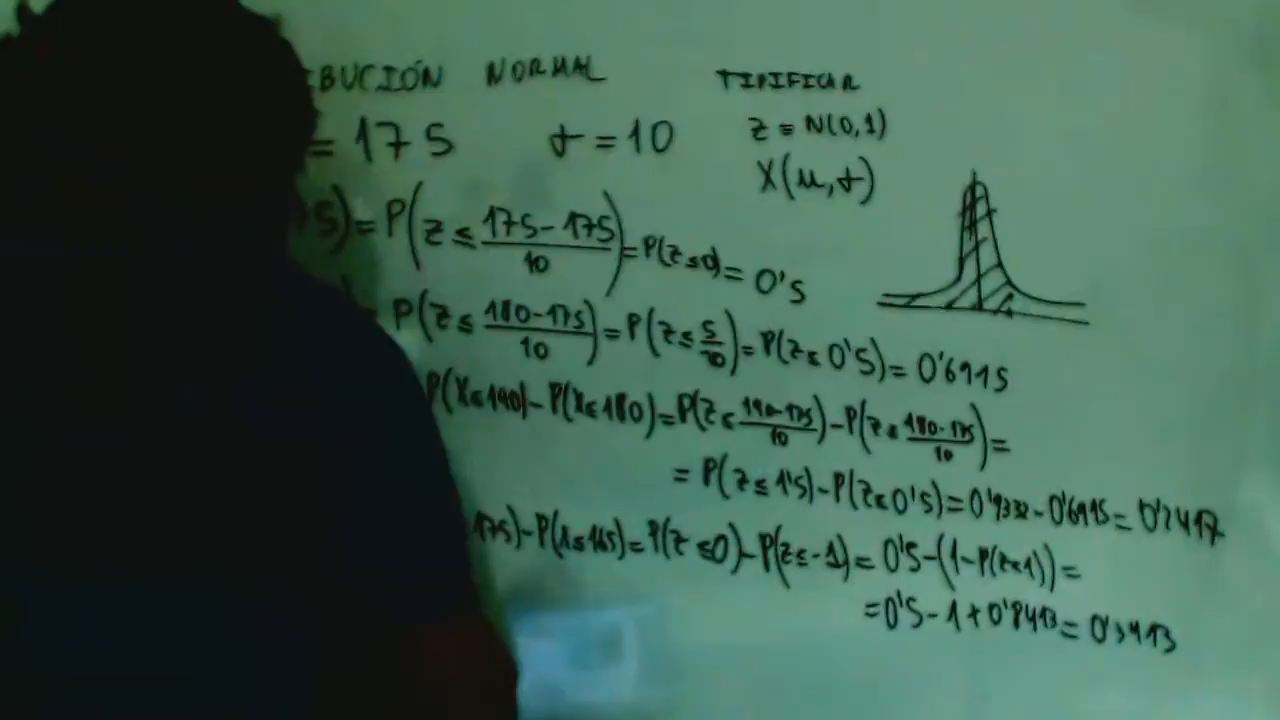 BUCIÓN NORMAL TIPIFICAR
= 175 σ = 10 Z ≡ N(0,1)
X(μ,σ)
75) = P(Z ≤ (175-175)/10) = P(Z ≤ 0) = 0'5
= P(Z ≤ (180-175)/10) = P(Z ≤ 5/10) = P(Z ≤ 0'5) = 0'6915
P(X ≤ 190) - P(X ≤ 180) = P(Z ≤ (190-175)/10) - P(Z ≤ (180-175)/10) =
= P(Z ≤ 1'5) - P(Z ≤ 0'5) = 0'9332 - 0'6915 = 0'2417
175) - P(X ≤ 165) = P(Z ≤ 0) - P(Z ≤ -1) = 0'5 - (1 - P(Z ≤ 1)) =
= 0'5 - 1 + 0'8413 = 0'3413